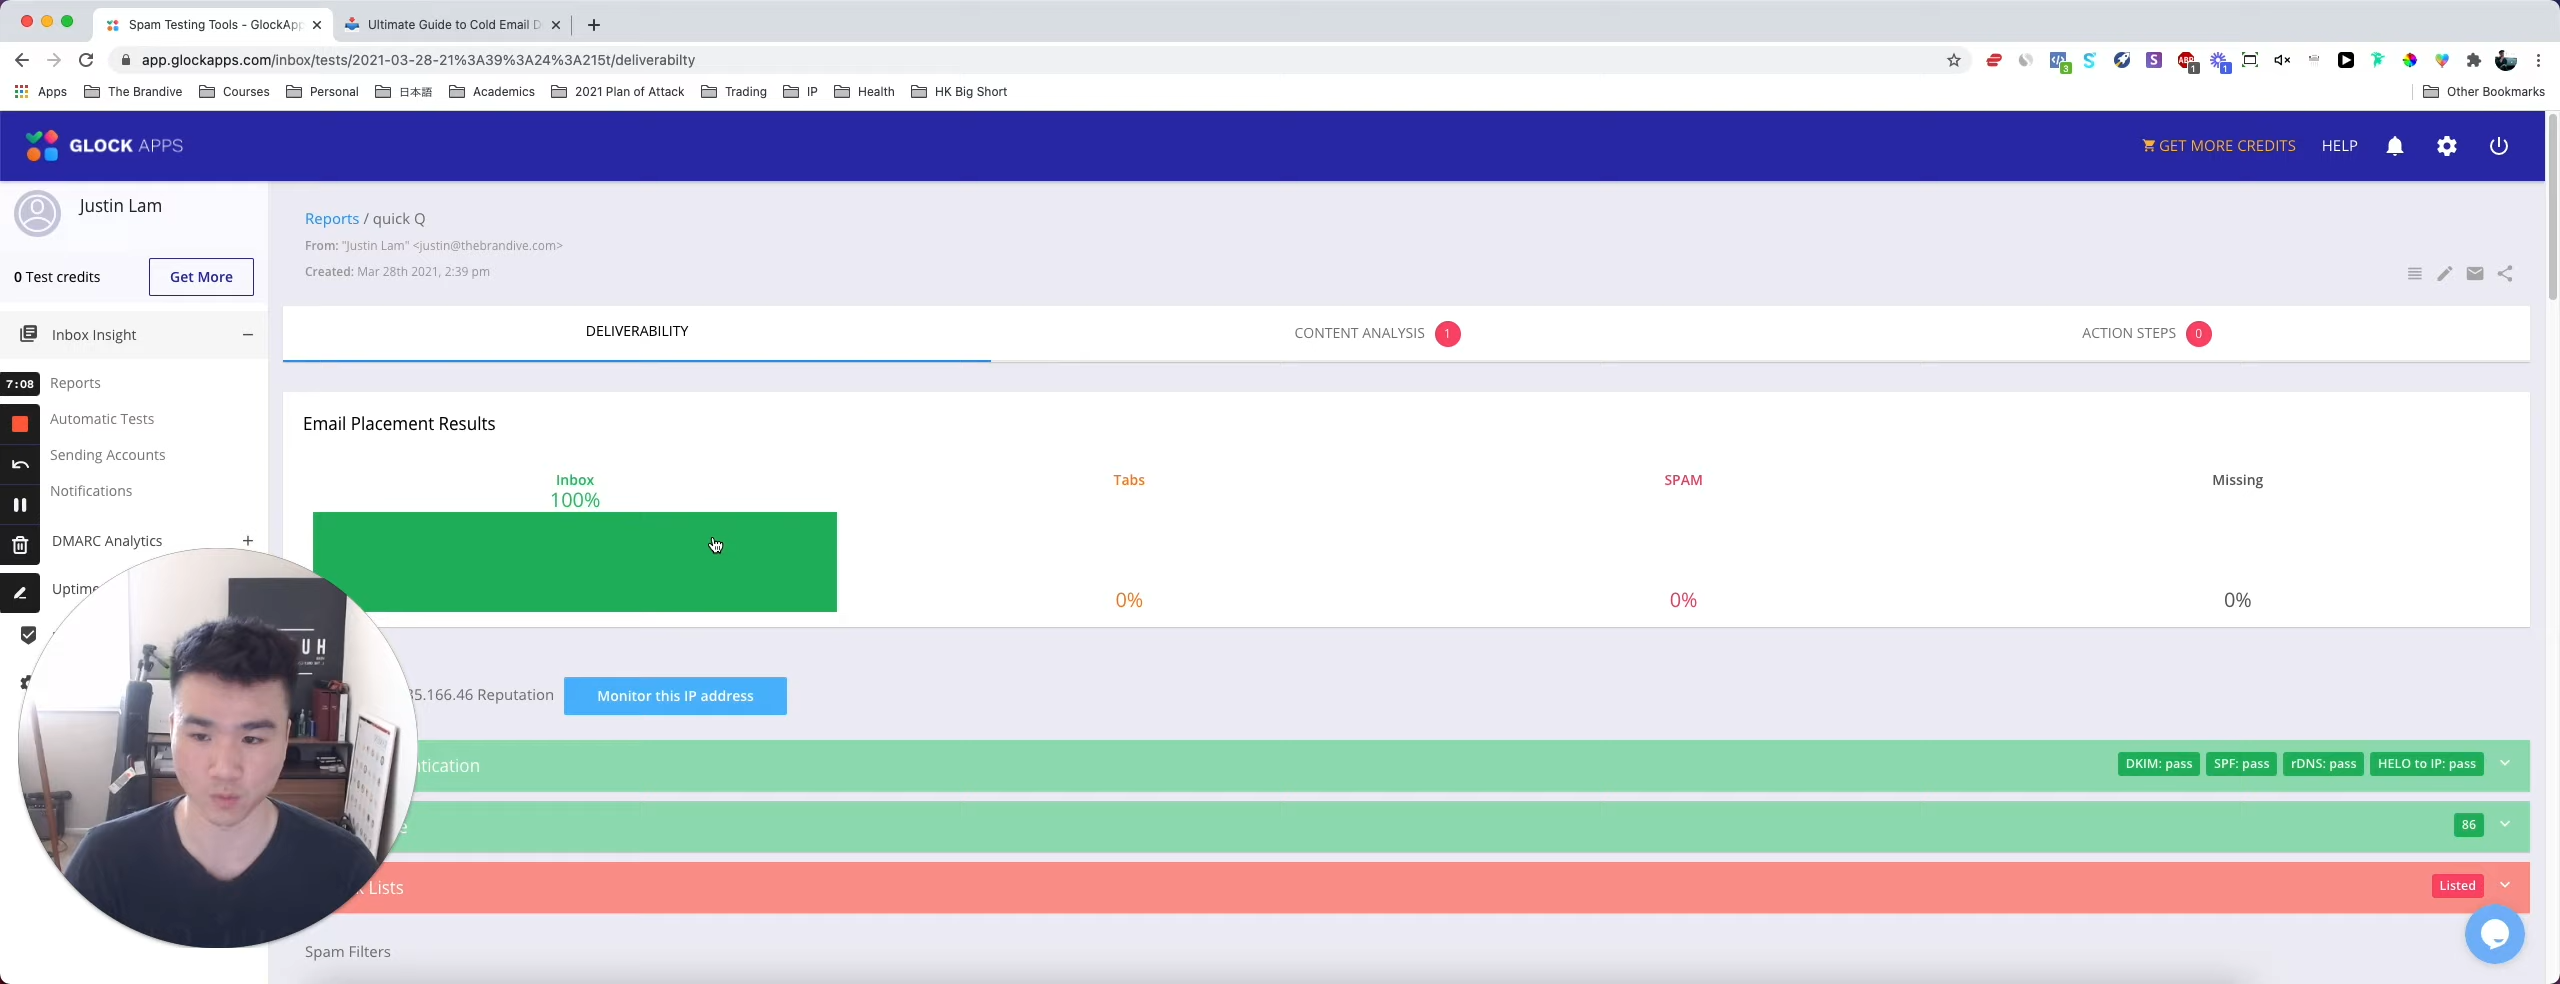 Spam Testing Tools - GlockApp
Ultimate Guide to Cold Email D
app.glockapps.com/inbox/tests/2021-03-28-21%3A39%3A24%3A215t/deliverabilty
Apps
The Brandive
Courses
Personal
日本語
Academics
2021 Plan of Attack
Trading
IP
Health
HK Big Short
Other Bookmarks
GLOCK APPS
GET MORE CREDITS
HELP
Justin Lam
0 Test credits
Get More
Inbox Insight
Reports
Automatic Tests
Sending Accounts
Notifications
DMARC Analytics
Uptime
7:08
Reports / quick Q
From: "Justin Lam" <justin@thebrandive.com>
Created: Mar 28th 2021, 2:39 pm
DELIVERABILITY
CONTENT ANALYSIS 1
ACTION STEPS 0
Email Placement Results
Inbox
100%
Tabs
0%
SPAM
0%
Missing
0%
35.166.46 Reputation
Monitor this IP address
ntication
DKIM: pass
SPF: pass
rDNS: pass
HELO to IP: pass
e
86
k Lists
Listed
Spam Filters
U H